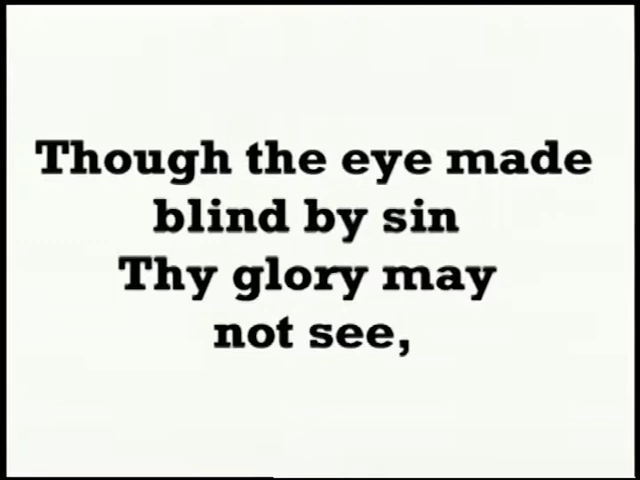 Though the eye made
blind by sin
Thy glory may
not see,